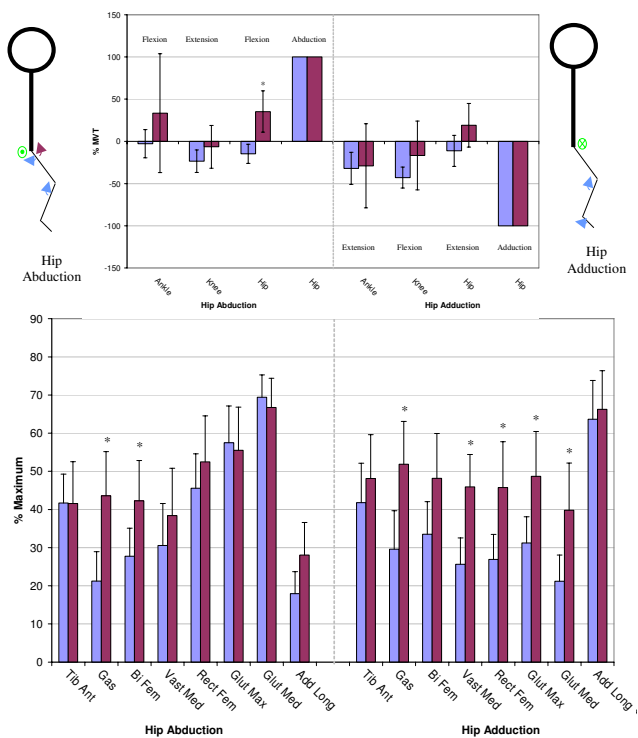 Flexion Extension Flexion Abduction
*
100
50
0
-50
-100
-150
150
% MVT
Extension Flexion Extension Adduction
Ankle Knee Hip Hip Ankle Knee Hip Hip
Hip Abduction Hip Adduction
Hip
Abduction
Hip
Adduction
90
80
70
60
50
40
30
20
10
0
% Maximum
* * * * * * *
Tib Ant Gas Bi Fem Vast Med Rect Fem Glut Max Glut Med Add Long Tib Ant Gas Bi Fem Vast Med Rect Fem Glut Max Glut Med Add Long
Hip Abduction Hip Adduction